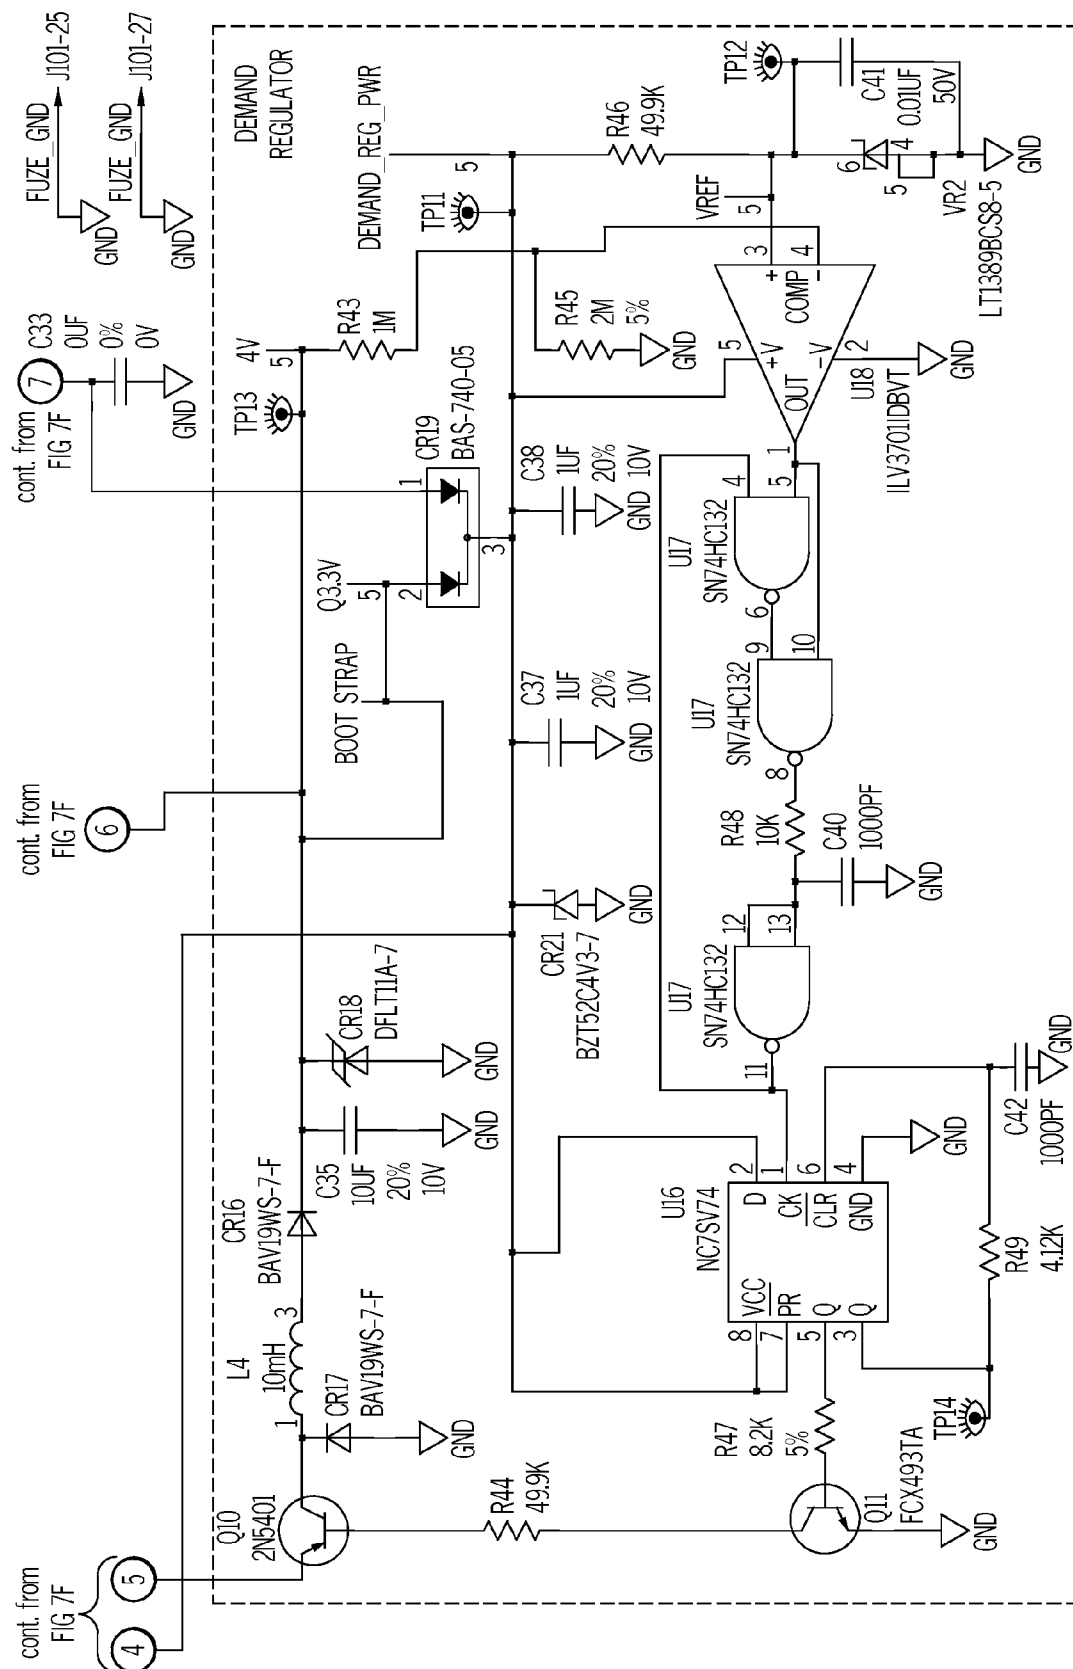 cont. from
FIG 7F
4
5
cont. from
FIG 7F
6
cont. from
FIG 7F
7
C33
0UF
0%
0V
GND
FUZE_GND
J101-25
GND
FUZE_GND
J101-27
GND
DEMAND
REGULATOR
Q10
2N5401
L4
10mH
1
3
CR17
BAV19WS-7-F
GND
CR16
BAV19WS-7-F
C35
10UF
20%
10V
GND
CR18
DFLT11A-7
GND
BOOT STRAP
Q3.3V
5
2
1
3
CR19
BAS-740-05
TP13
4V
5
R43
1M
TP11
DEMAND_REG_PWR
5
R44
49.9K
CR21
BZT52C4V3-7
GND
C37
1UF
20%
10V
GND
C38
1UF
20%
10V
GND
R45
2M
5%
GND
R46
49.9K
VREF
5
TP12
C41
0.01UF
50V
6
5
4
VR2
LT1389BCS8-5
GND
3
4
+
-
COMP
5
+V
-V
2
OUT
1
U18
ILV3701IDBVT
GND
U17
SN74HC132
4
5
6
U17
SN74HC132
9
10
8
R48
10K
C40
1000PF
GND
U17
SN74HC132
12
13
11
U16
NC7SV74
8
VCC
D
2
7
PR
CK
1
5
Q
CLR
6
3
Q
GND
4
GND
R47
8.2K
5%
Q11
FCX493TA
GND
TP14
R49
4.12K
C42
1000PF
GND